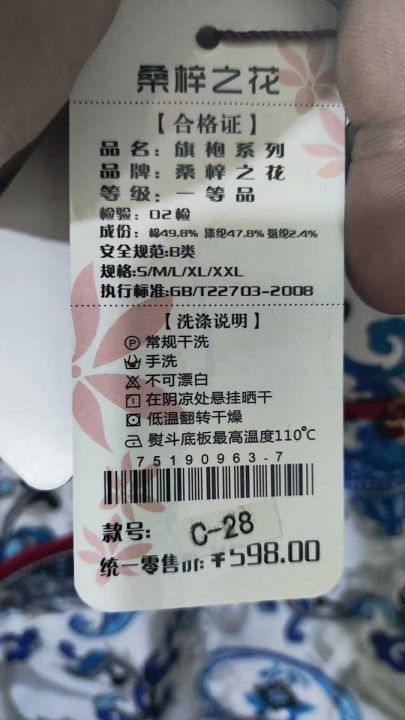 桑梓之花
【合格证】
品名：旗袍系列
品牌：桑梓之花
等级：一等品
检验：02检
成份：棉49.8% 涤纶47.8% 氨纶2.4%
安全规范:B类
规格:S/M/L/XL/XXL
执行标准:GB/T22703-2008
【洗涤说明】
Ⓟ常规干洗
手洗
不可漂白
在阴凉处悬挂晒干
低温翻转干燥
熨斗底板最高温度110℃
75190963-7
款号: C-28
统一零售价:￥598.00